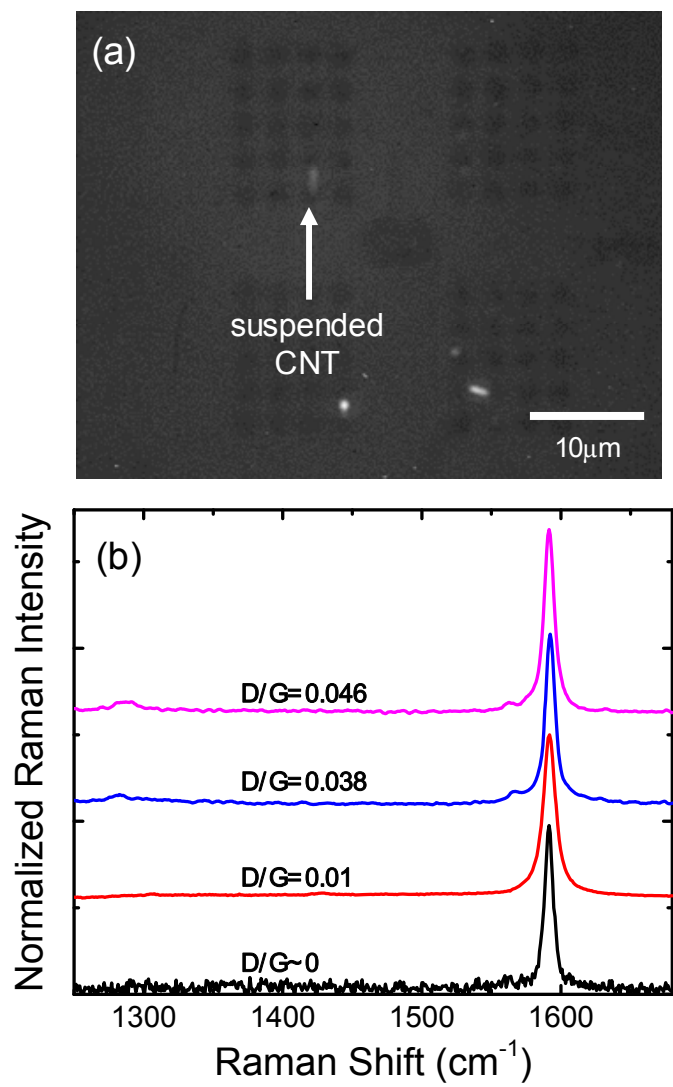 (a)
suspended
CNT
10μm
(b)
D/G=0.046
D/G=0.038
D/G=0.01
D/G~0
Normalized Raman Intensity
1300 1400 1500 1600
Raman Shift (cm⁻¹)